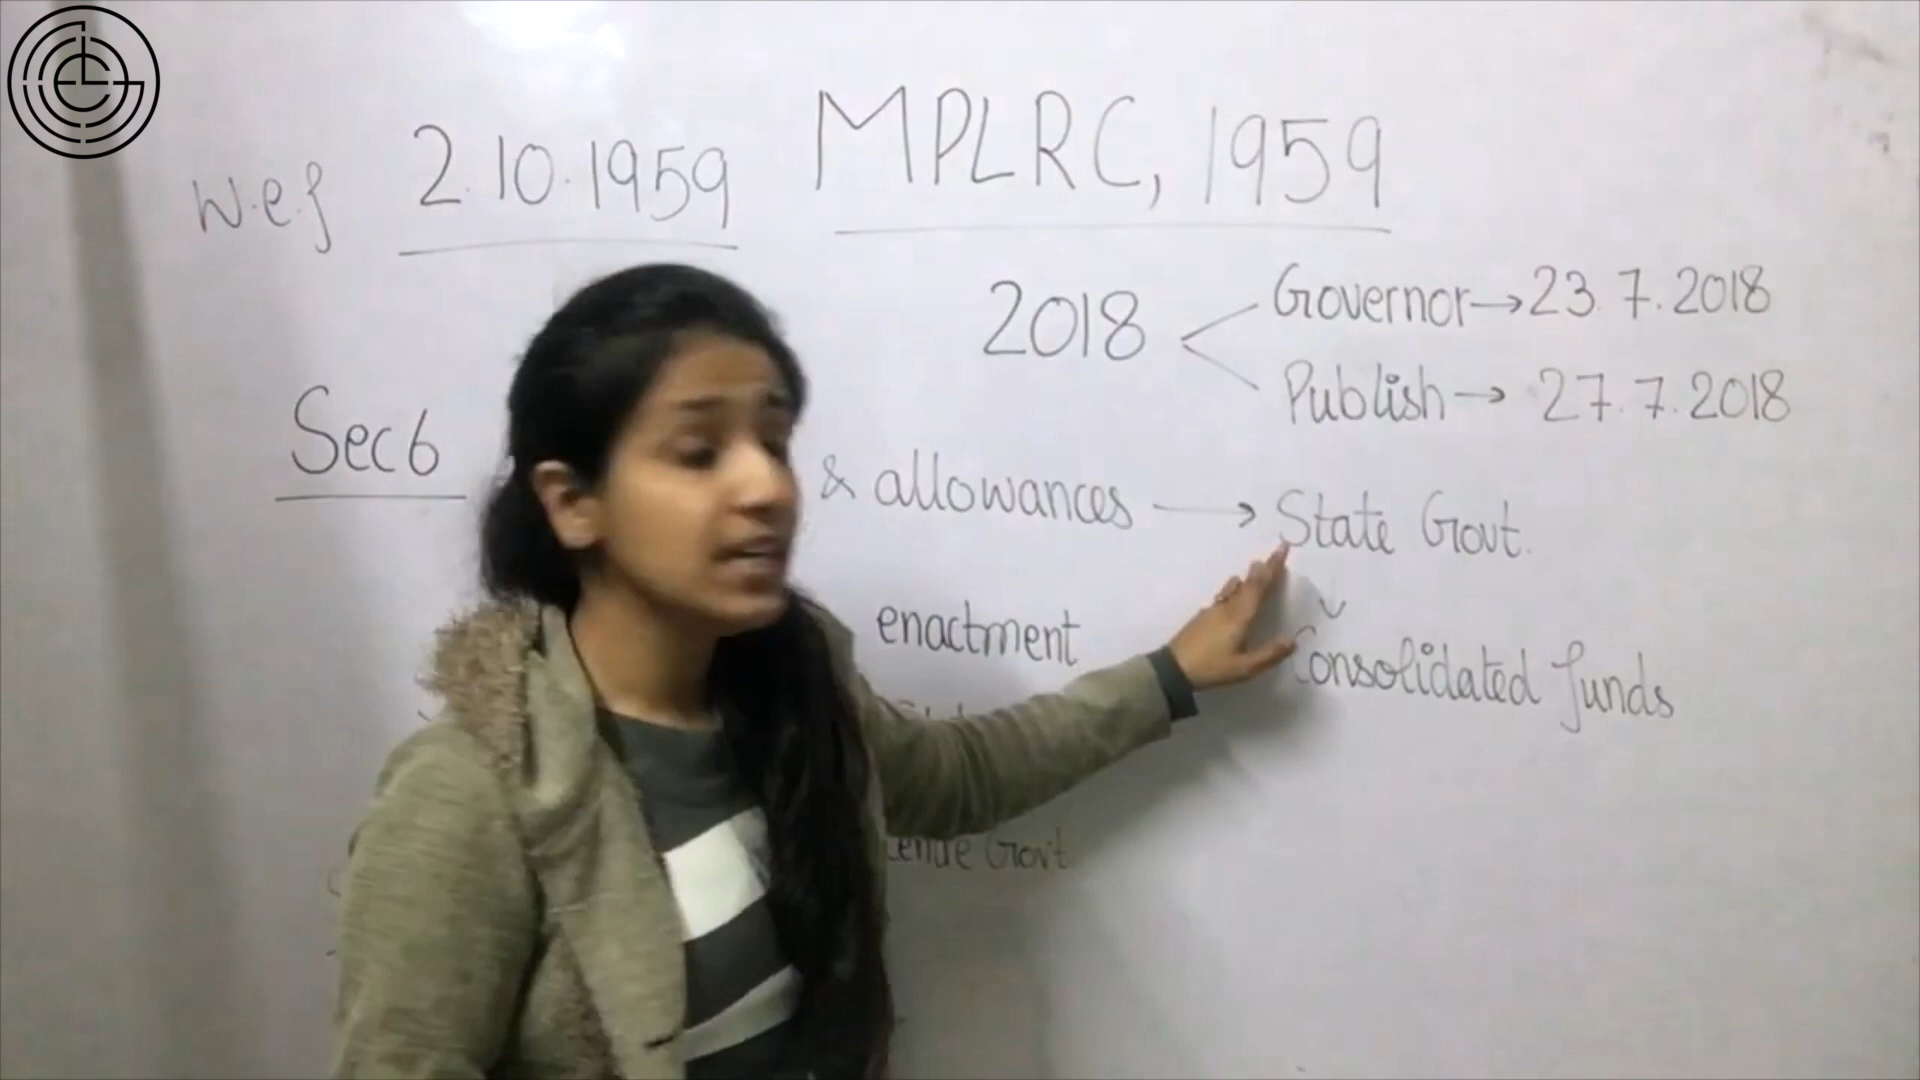 MPLRC, 1959
w.e.f 2.10.1959
2018
Governor → 23.7.2018
Publish → 27.7.2018
Sec 6
& allowances → State Govt.
enactment
Consolidated funds
Govt.